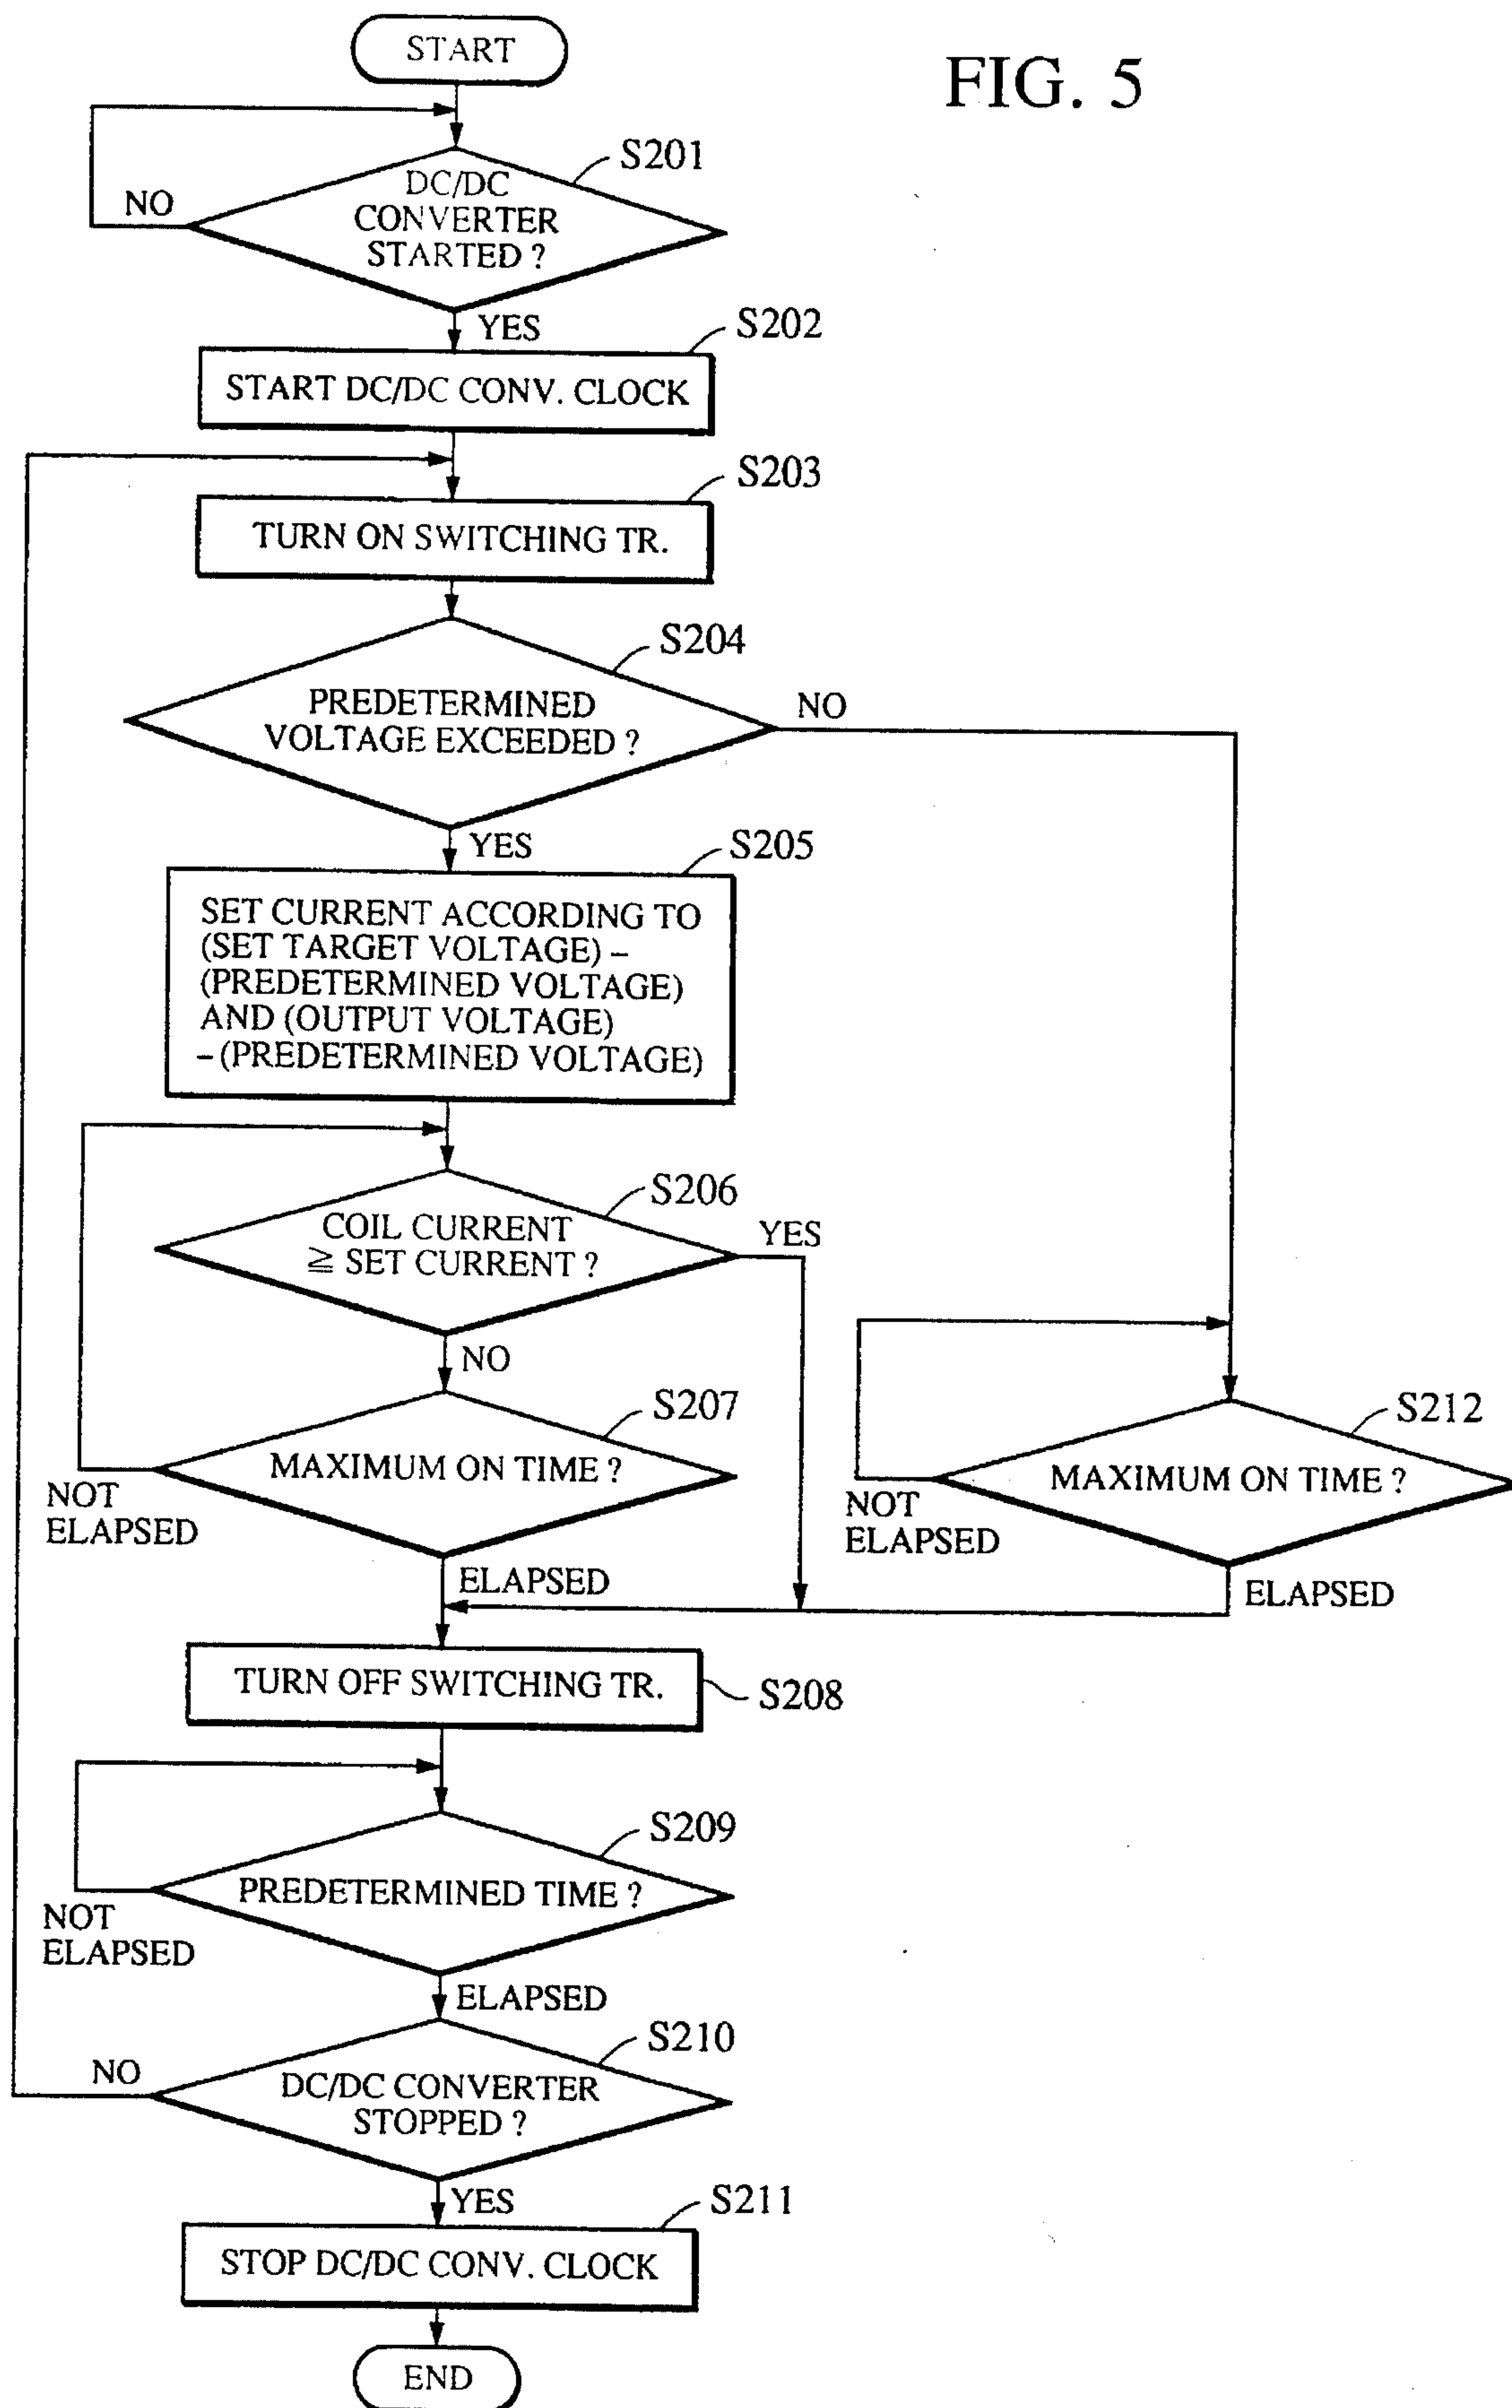 START
FIG. 5
S201
DC/DC
CONVERTER
STARTED ?
NO
YES
S202
START DC/DC CONV. CLOCK
S203
TURN ON SWITCHING TR.
S204
PREDETERMINED
VOLTAGE EXCEEDED ?
NO
YES
S205
SET CURRENT ACCORDING TO
(SET TARGET VOLTAGE) –
(PREDETERMINED VOLTAGE)
AND (OUTPUT VOLTAGE)
– (PREDETERMINED VOLTAGE)
S206
COIL CURRENT
≧ SET CURRENT ?
YES
NO
S207
MAXIMUM ON TIME ?
NOT
ELAPSED
ELAPSED
S212
MAXIMUM ON TIME ?
NOT
ELAPSED
ELAPSED
TURN OFF SWITCHING TR.
S208
S209
PREDETERMINED TIME ?
NOT
ELAPSED
ELAPSED
S210
DC/DC CONVERTER
STOPPED ?
NO
YES
S211
STOP DC/DC CONV. CLOCK
END